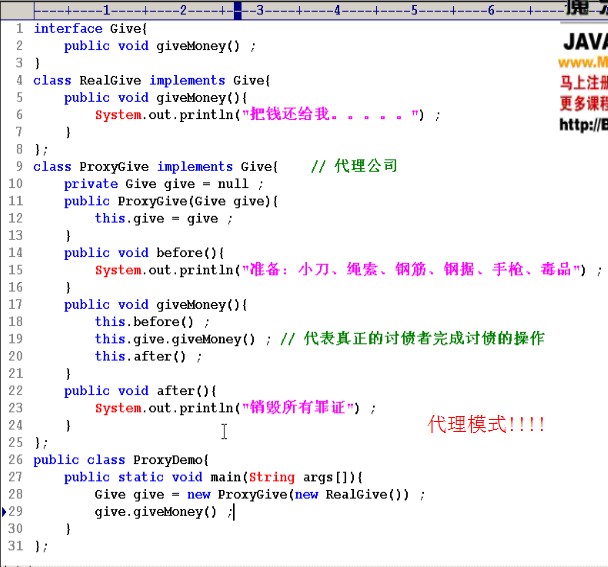 ----+----1----+----2----+----3----+----4----+----5----+----6----+---
JAVA
www.M
马上注册
更多课程
http://B
1 interface Give{
2 public void giveMoney() ;
3 }
4 class RealGive implements Give{
5 public void giveMoney(){
6 System.out.println("把钱还给我。。。。。") ;
7 }
8 };
9 class ProxyGive implements Give{ // 代理公司
10 private Give give = null ;
11 public ProxyGive(Give give){
12 this.give = give ;
13 }
14 public void before(){
15 System.out.println("准备：小刀、绳索、钢筋、钢据、手枪、毒品") ;
16 }
17 public void giveMoney(){
18 this.before() ;
19 this.give.giveMoney() ; // 代表真正的讨债者完成讨债的操作
20 this.after() ;
21 }
22 public void after(){
23 System.out.println("销毁所有罪证") ;
24 }
代理模式!!!!
25 };
26 public class ProxyDemo{
27 public static void main(String args[]){
28 Give give = new ProxyGive(new RealGive()) ;
29 give.giveMoney() ;
30 }
31 };